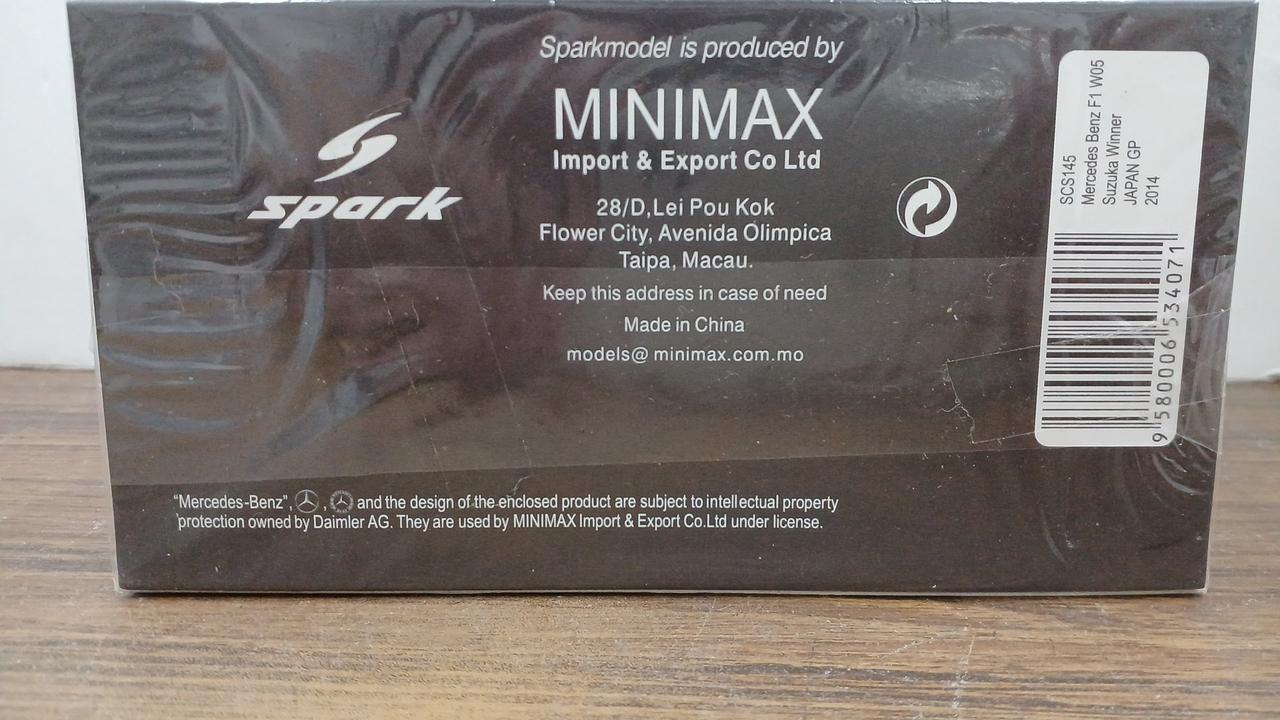 Sparkmodel is produced by
MINIMAX
Import & Export Co Ltd
spark
28/D,Lei Pou Kok
Flower City, Avenida Olimpica
Taipa, Macau.
Keep this address in case of need
Made in China
models@ minimax.com.mo
SCS145
Mercedes Benz F1 W05
Suzuka Winner
JAPAN GP
2014
9 580006 534071
"Mercedes-Benz", , and the design of the enclosed product are subject to intellectual property
protection owned by Daimler AG. They are used by MINIMAX Import & Export Co.Ltd under license.